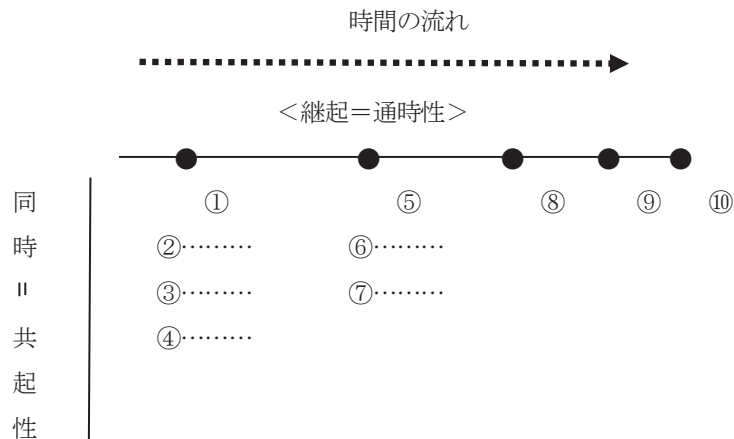 時間の流れ
＜継起＝通時性＞
① ⑤ ⑧ ⑨ ⑩
②……… ⑥………
③……… ⑦………
④………
同時＝共起性